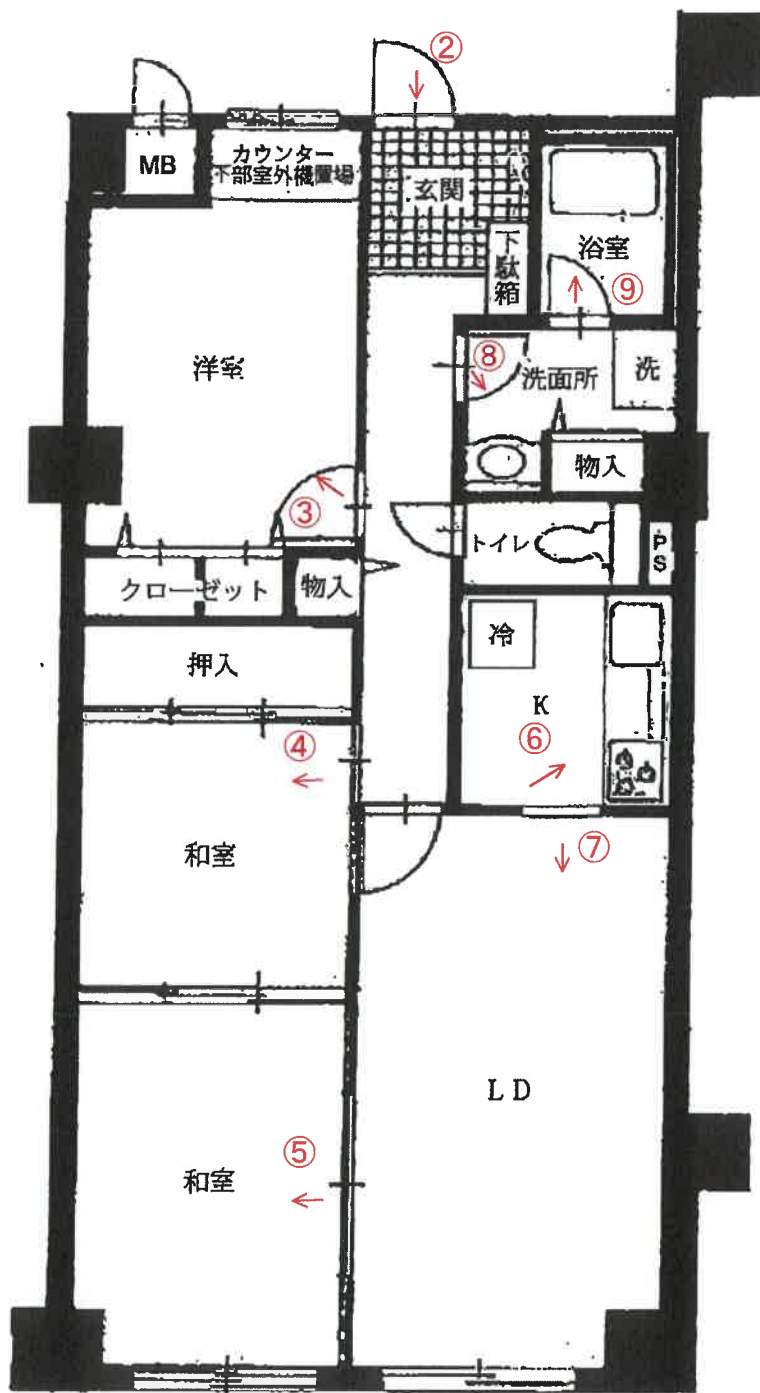 ②
MB
カウンター
下部室外機置場
玄関
下駄箱
浴室
⑨
洋室
⑧
洗面所
洗
物入
③
トイレ
PS
クローゼット
物入
冷
押入
K
④
⑥
和室
⑦
LD
⑤
和室